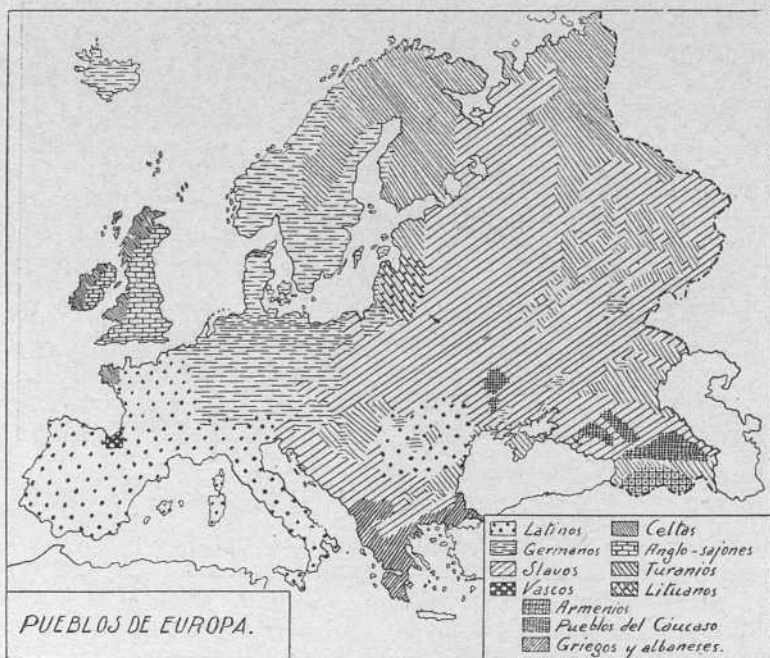 Latinos
Celtas
Germanos
Anglo-sajones
Slavos
Turanios
Vascos
Lituanos
Armenios
Pueblos del Cáucaso
Griegos y albaneses.
PUEBLOS DE EUROPA.